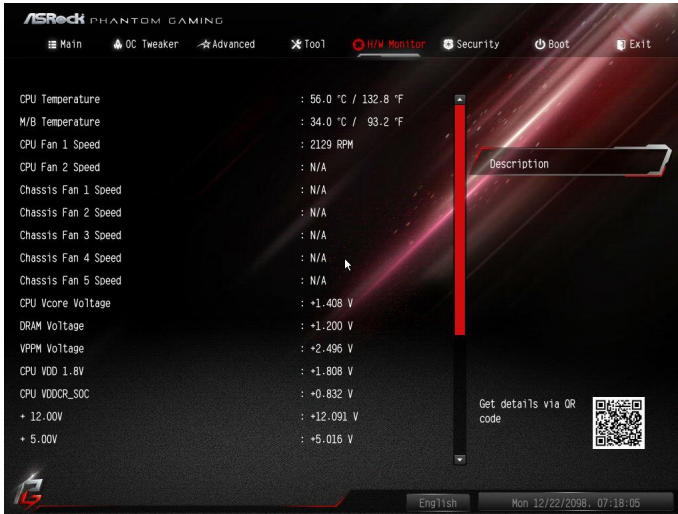 ASRock PHANTOM GAMING
Main OC Tweaker Advanced Tool H/W Monitor Security Boot Exit
CPU Temperature : 56.0 °C / 132.8 °F
M/B Temperature : 34.0 °C / 93.2 °F
CPU Fan 1 Speed : 2129 RPM
CPU Fan 2 Speed : N/A
Chassis Fan 1 Speed : N/A
Chassis Fan 2 Speed : N/A
Chassis Fan 3 Speed : N/A
Chassis Fan 4 Speed : N/A
Chassis Fan 5 Speed : N/A
CPU Vcore Voltage : +1.408 V
DRAM Voltage : +1.200 V
VPPM Voltage : +2.496 V
CPU VDD 1.8V : +1.808 V
CPU VDDCR_SOC : +0.832 V
+ 12.00V : +12.091 V
+ 5.00V : +5.016 V
Description
Get details via QR
code
English
Mon 12/22/2098. 07:18:05